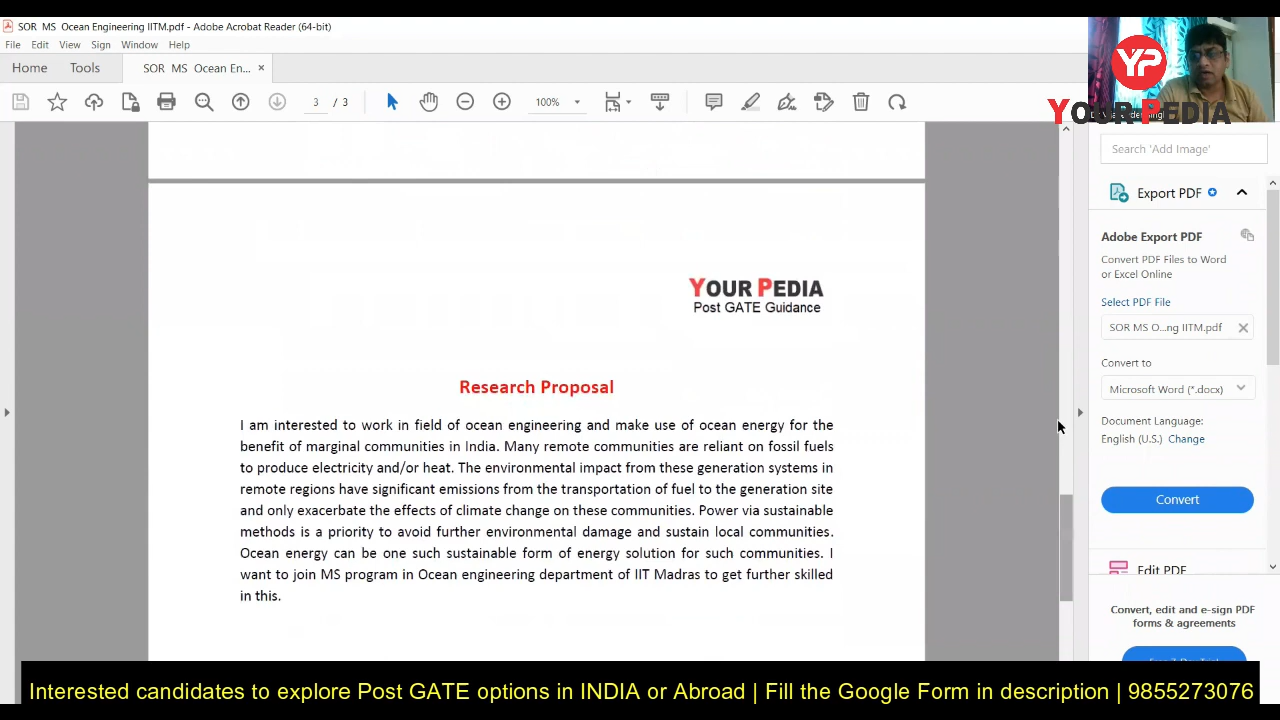 SOR MS Ocean Engineering IITM.pdf - Adobe Acrobat Reader (64-bit)
File Edit View Sign Window Help
Home Tools SOR MS Ocean En... ×
3 / 3 100%
YP
YOUR PEDIA
Search 'Add Image'
Export PDF
Adobe Export PDF
Convert PDF Files to Word
or Excel Online
Select PDF File
SOR MS O...ng IITM.pdf
Convert to
Microsoft Word (*.docx)
Document Language:
English (U.S.) Change
Convert
Edit PDF
Convert, edit and e-sign PDF
forms & agreements
YOUR PEDIA
Post GATE Guidance
Research Proposal
I am interested to work in field of ocean engineering and make use of ocean energy for the
benefit of marginal communities in India. Many remote communities are reliant on fossil fuels
to produce electricity and/or heat. The environmental impact from these generation systems in
remote regions have significant emissions from the transportation of fuel to the generation site
and only exacerbate the effects of climate change on these communities. Power via sustainable
methods is a priority to avoid further environmental damage and sustain local communities.
Ocean energy can be one such sustainable form of energy solution for such communities. I
want to join MS program in Ocean engineering department of IIT Madras to get further skilled
in this.
Interested candidates to explore Post GATE options in INDIA or Abroad | Fill the Google Form in description | 9855273076